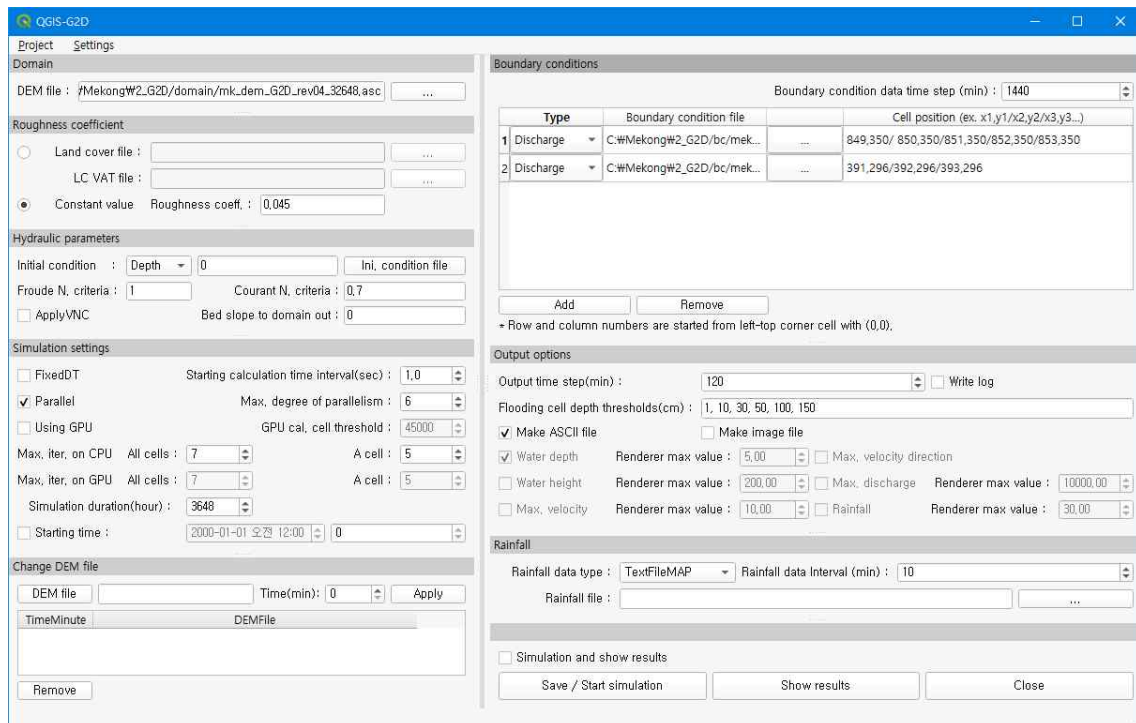 QGIS-G2D
Project Settings
Domain
DEM file : ₩Mekong₩2_G2D/domain/mk_dem_G2D_rev04_32648.asc ...
Roughness coefficient
Land cover file : ...
LC VAT file : ...
Constant value Roughness coeff. : 0.045
Hydraulic parameters
Initial condition : Depth 0 Ini. condition file
Froude N. criteria : 1 Courant N. criteria : 0.7
ApplyVNC Bed slope to domain out : 0
Simulation settings
FixedDT Starting calculation time interval(sec) : 1.0
Parallel Max. degree of parallelism : 6
Using GPU GPU cal. cell threshold : 45000
Max. iter. on CPU All cells : 7 A cell : 5
Max. iter. on GPU All cells : 7 A cell : 5
Simulation duration(hour) : 3648
Starting time : 2000-01-01 오전 12:00 0
Change DEM file
DEM file Time(min): 0 Apply
TimeMinute DEMFile
Remove
Boundary conditions
Boundary condition data time step (min) : 1440
Type Boundary condition file Cell position (ex. x1,y1/x2,y2/x3,y3...)
1 Discharge C:₩Mekong₩2_G2D/bc/mek... ... 849,350/ 850,350/851,350/852,350/853,350
2 Discharge C:₩Mekong₩2_G2D/bc/mek... ... 391,296/392,296/393,296
Add Remove
* Row and column numbers are started from left-top corner cell with (0,0).
Output options
Output time step(min) : 120 Write log
Flooding cell depth thresholds(cm) : 1, 10, 30, 50, 100, 150
Make ASCII file Make image file
Water depth Renderer max value : 5.00 Max. velocity direction
Water height Renderer max value : 200.00 Max. discharge Renderer max value : 10000.00
Max. velocity Renderer max value : 10.00 Rainfall Renderer max value : 30.00
Rainfall
Rainfall data type : TextFileMAP Rainfall data Interval (min) : 10
Rainfall file : ...
Simulation and show results
Save / Start simulation Show results Close